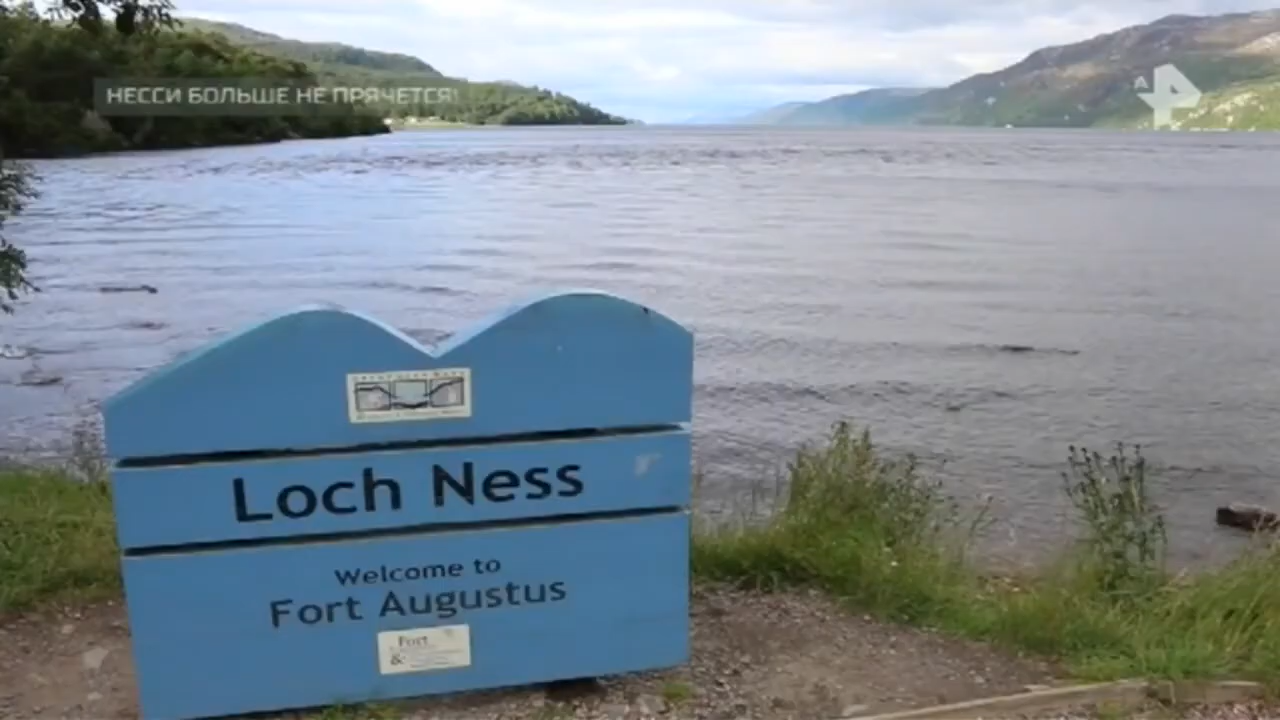 НЕССИ БОЛЬШЕ НЕ ПРЯЧЕТСЯ!
Loch Ness
Welcome to
Fort Augustus
Fort
&